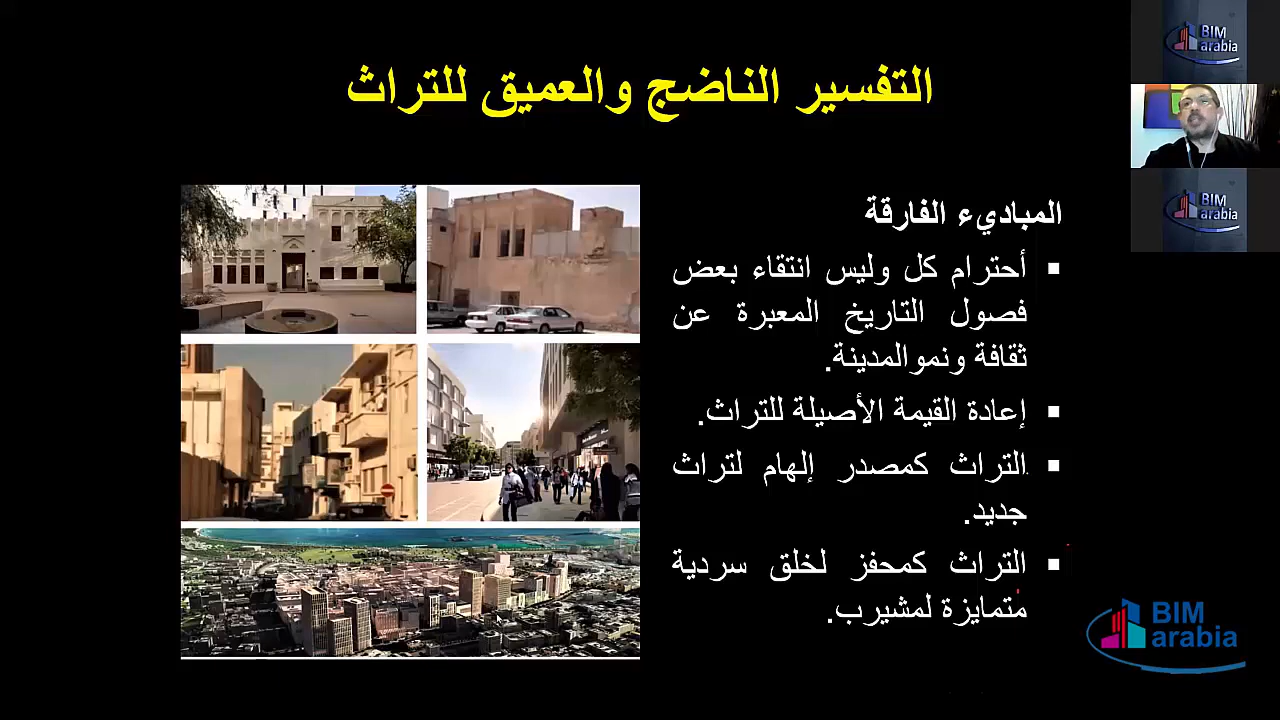 التفسير الناضج والعميق للتراث
المباديء الفارقة
▪ أحترام كل وليس انتقاء بعض
فصول التاريخ المعبرة عن
ثقافة ونموالمدينة.
▪ إعادة القيمة الأصيلة للتراث.
▪ التراث كمصدر إلهام لتراث
جديد.
▪ التراث كمحفز لخلق سردية
متمايزة لمشيرب.
BIM
arabia
BIM
arabia
BIM
arabia